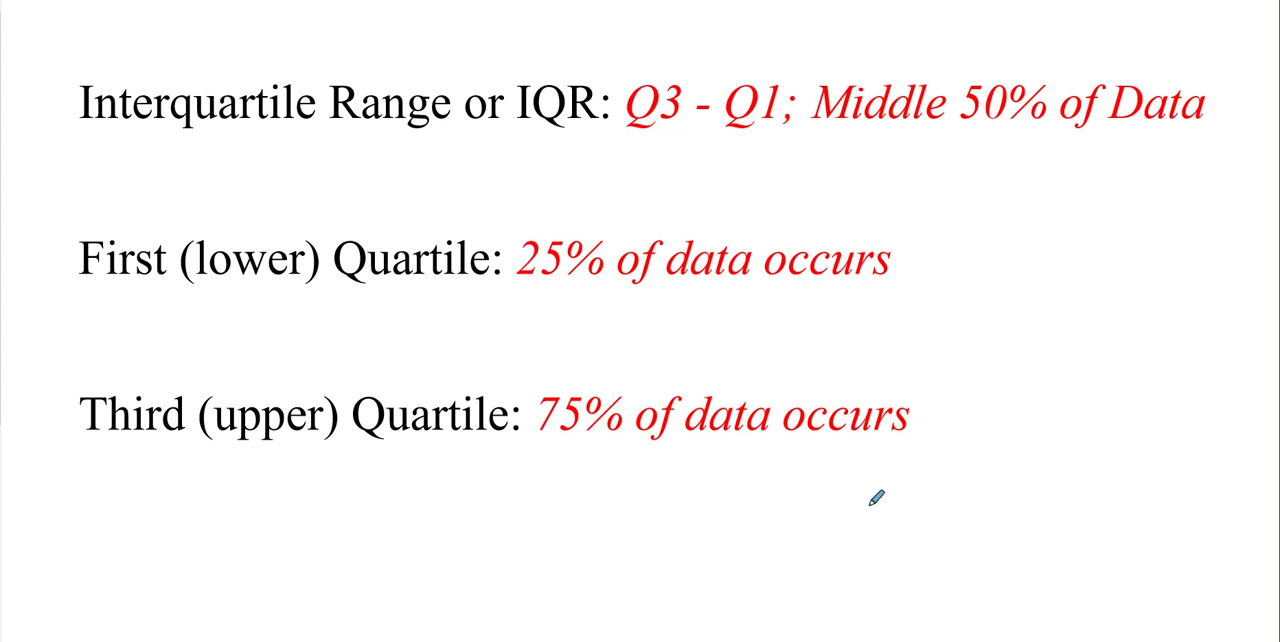 Interquartile Range or IQR: Q3 - Q1; Middle 50% of Data
First (lower) Quartile: 25% of data occurs
Third (upper) Quartile: 75% of data occurs